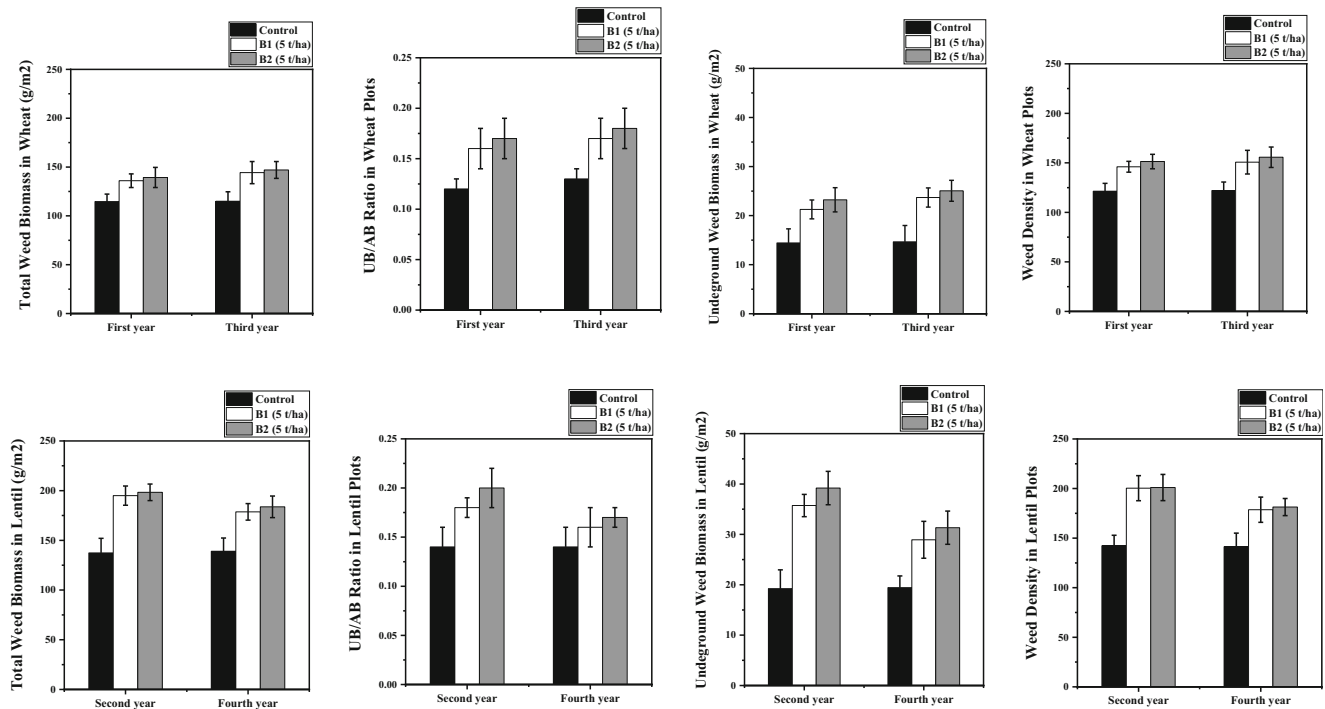 Control
B1 (5 t/ha)
B2 (5 t/ha)
Total Weed Biomass in Wheat (g/m2)
250
200
150
100
50
0
First year
Third year
Control
B1 (5 t/ha)
B2 (5 t/ha)
UB/AB Ratio in Wheat Plots
0.25
0.20
0.15
0.10
0.05
0.00
First year
Third year
Control
B1 (5 t/ha)
B2 (5 t/ha)
Undeground Weed Biomass in Wheat (g/m2)
50
40
30
20
10
0
First year
Third year
Control
B1 (5 t/ha)
B2 (5 t/ha)
Weed Density in Wheat Plots
250
200
150
100
50
0
First year
Third year
Control
B1 (5 t/ha)
B2 (5 t/ha)
Total Weed Biomass in Lentil (g/m2)
250
200
150
100
50
0
Second year
Fourth year
Control
B1 (5 t/ha)
B2 (5 t/ha)
UB/AB Ratio in Lentil Plots
0.25
0.20
0.15
0.10
0.05
0.00
Second year
Fourth year
Control
B1 (5 t/ha)
B2 (5 t/ha)
Undeground Weed Biomass in Lentil (g/m2)
50
40
30
20
10
0
Second year
Fourth year
Control
B1 (5 t/ha)
B2 (5 t/ha)
Weed Density in Lentil Plots
250
200
150
100
50
0
Second year
Fourth year